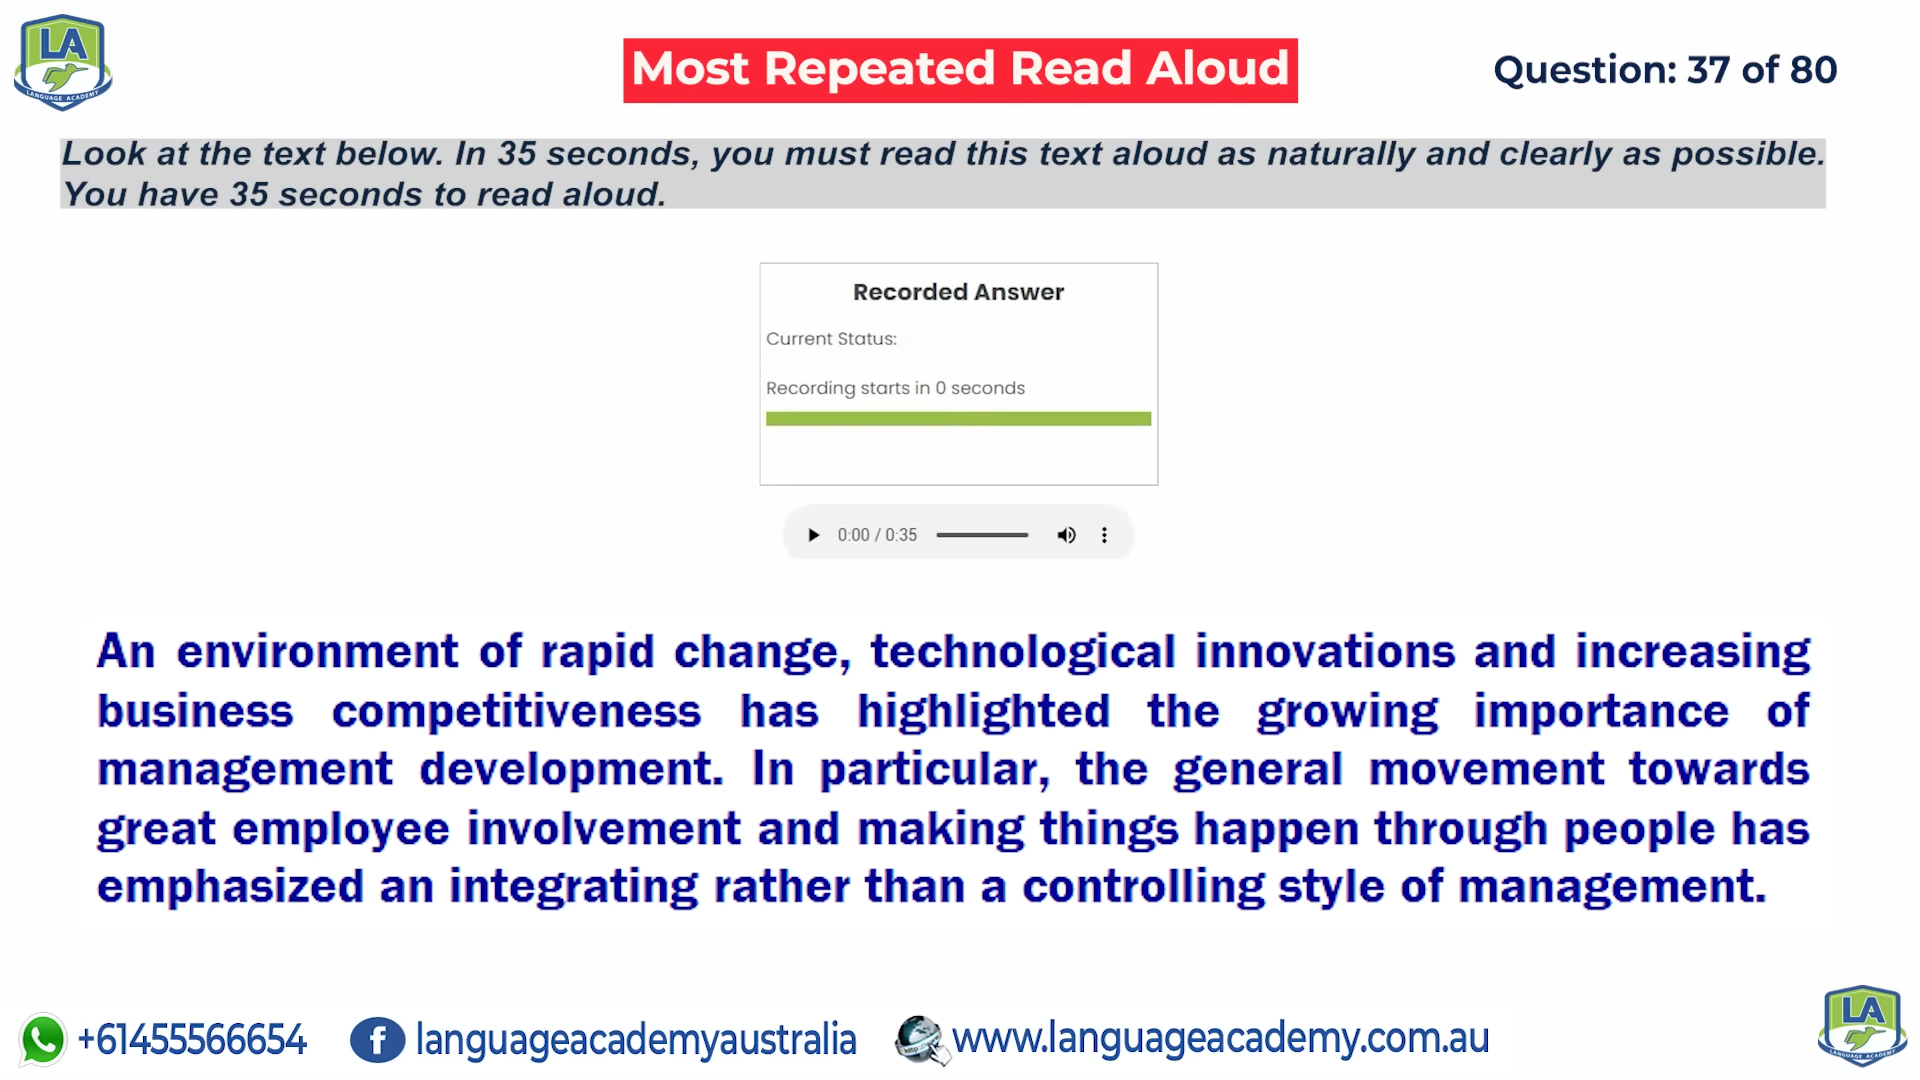 LA
LANGUAGE ACADEMY
Most Repeated Read Aloud
Question: 37 of 80
Look at the text below. In 35 seconds, you must read this text aloud as naturally and clearly as possible.
You have 35 seconds to read aloud.
Recorded Answer
Current Status:
Recording starts in 0 seconds
0:00 / 0:35
An environment of rapid change, technological innovations and increasing
business competitiveness has highlighted the growing importance of
management development. In particular, the general movement towards
great employee involvement and making things happen through people has
emphasized an integrating rather than a controlling style of management.
+61455566654
f
languageacademyaustralia
http
www.languageacademy.com.au
LA
LANGUAGE ACADEMY